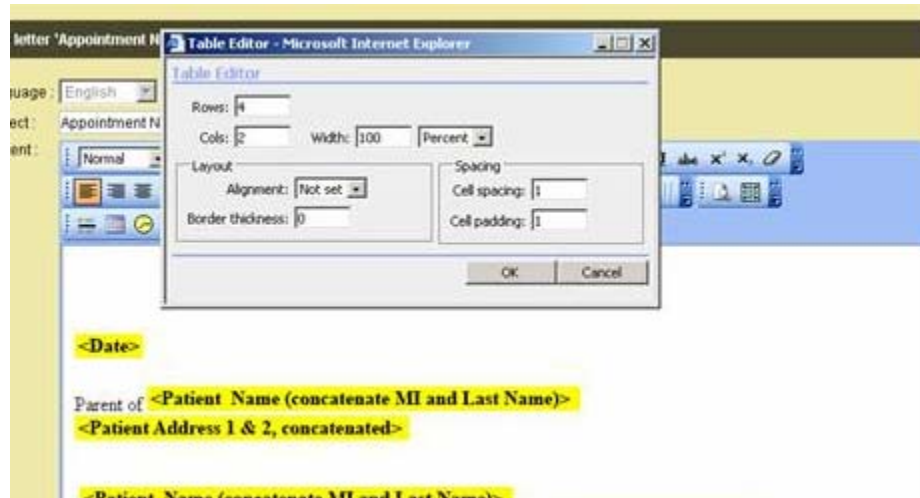 letter 'Appointment N
Table Editor - Microsoft Internet Explorer
Table Editor
uage : English
Rows: 4
ect : Appointment N
Cols: 2 Width: 100 Percent
ent :
Normal
abc x² x₂
Layout
Spacing
Alignment: Not set
Cell spacing: 1
Border thickness: 0
Cell padding: 1
OK Cancel
<Date>
Parent of <Patient Name (concatenate MI and Last Name)>
<Patient Address 1 & 2, concatenated>
<Patient Name (concatenate MI and Last Name)>